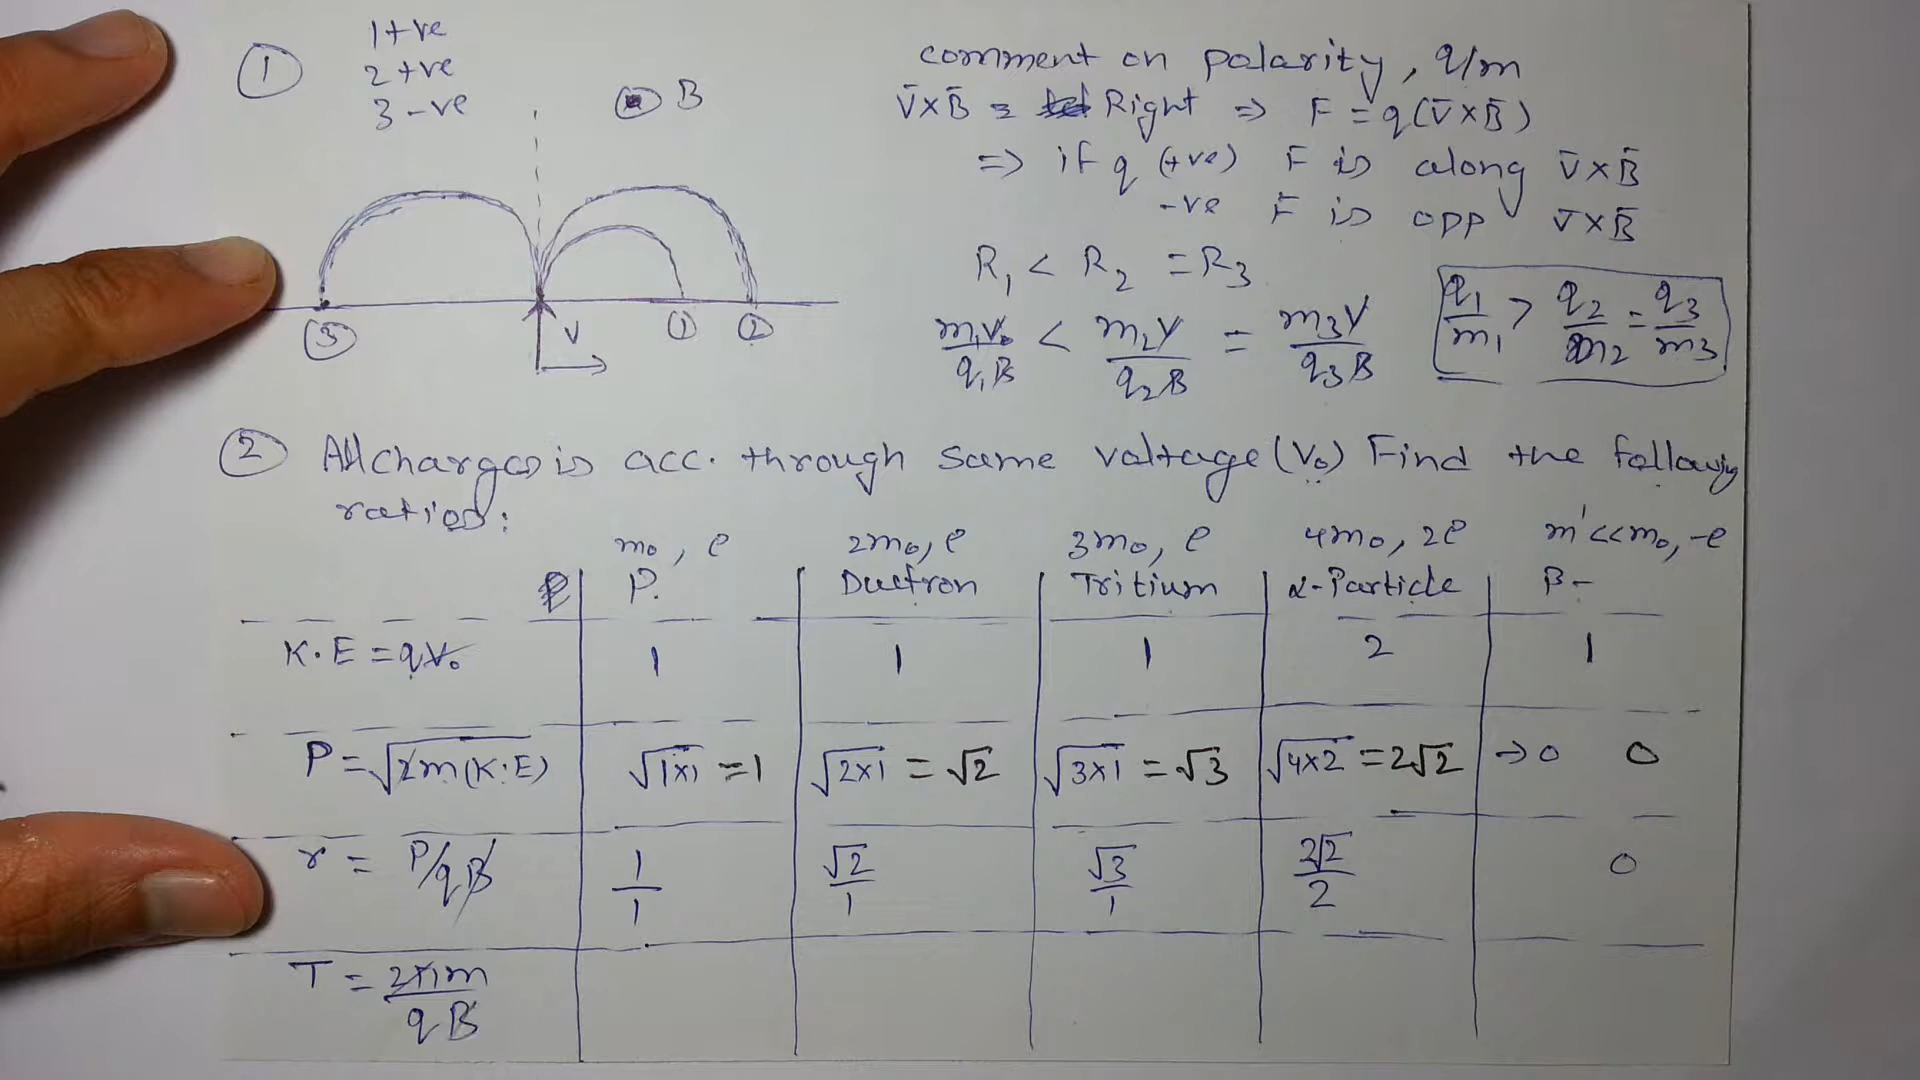 ①
1+ve
2+ve
3-ve
B
③
V
①
②
comment on polarity, q/m
V̄×B̄ = Right ⇒ F = q(V̄×B̄)
⇒ if q (+ve) F̄ is along V̄×B̄
-ve F̄ is opp V̄×B̄
R₁ < R₂ = R₃
m₁V₀/q₁B < m₂V/q₂B = m₃V/q₃B
q₁/m₁ > q₂/m₂ = q₃/m₃
② All charges is acc. through same voltage (V₀) Find the following
ratios:
m₀, e 2m₀, e 3m₀, e 4m₀, 2e m'<<m₀, -e
P. Duetron Tritium α-Particle β-
K.E = qV₀ 1 1 1 2 1
P = √2m(K.E) √1×1 = 1 √2×1 = √2 √3×1 = √3 √4×2 = 2√2 → 0 0
r = P/qB 1/1 √2/1 √3/1 2√2/2 0
T = 2πm/qB